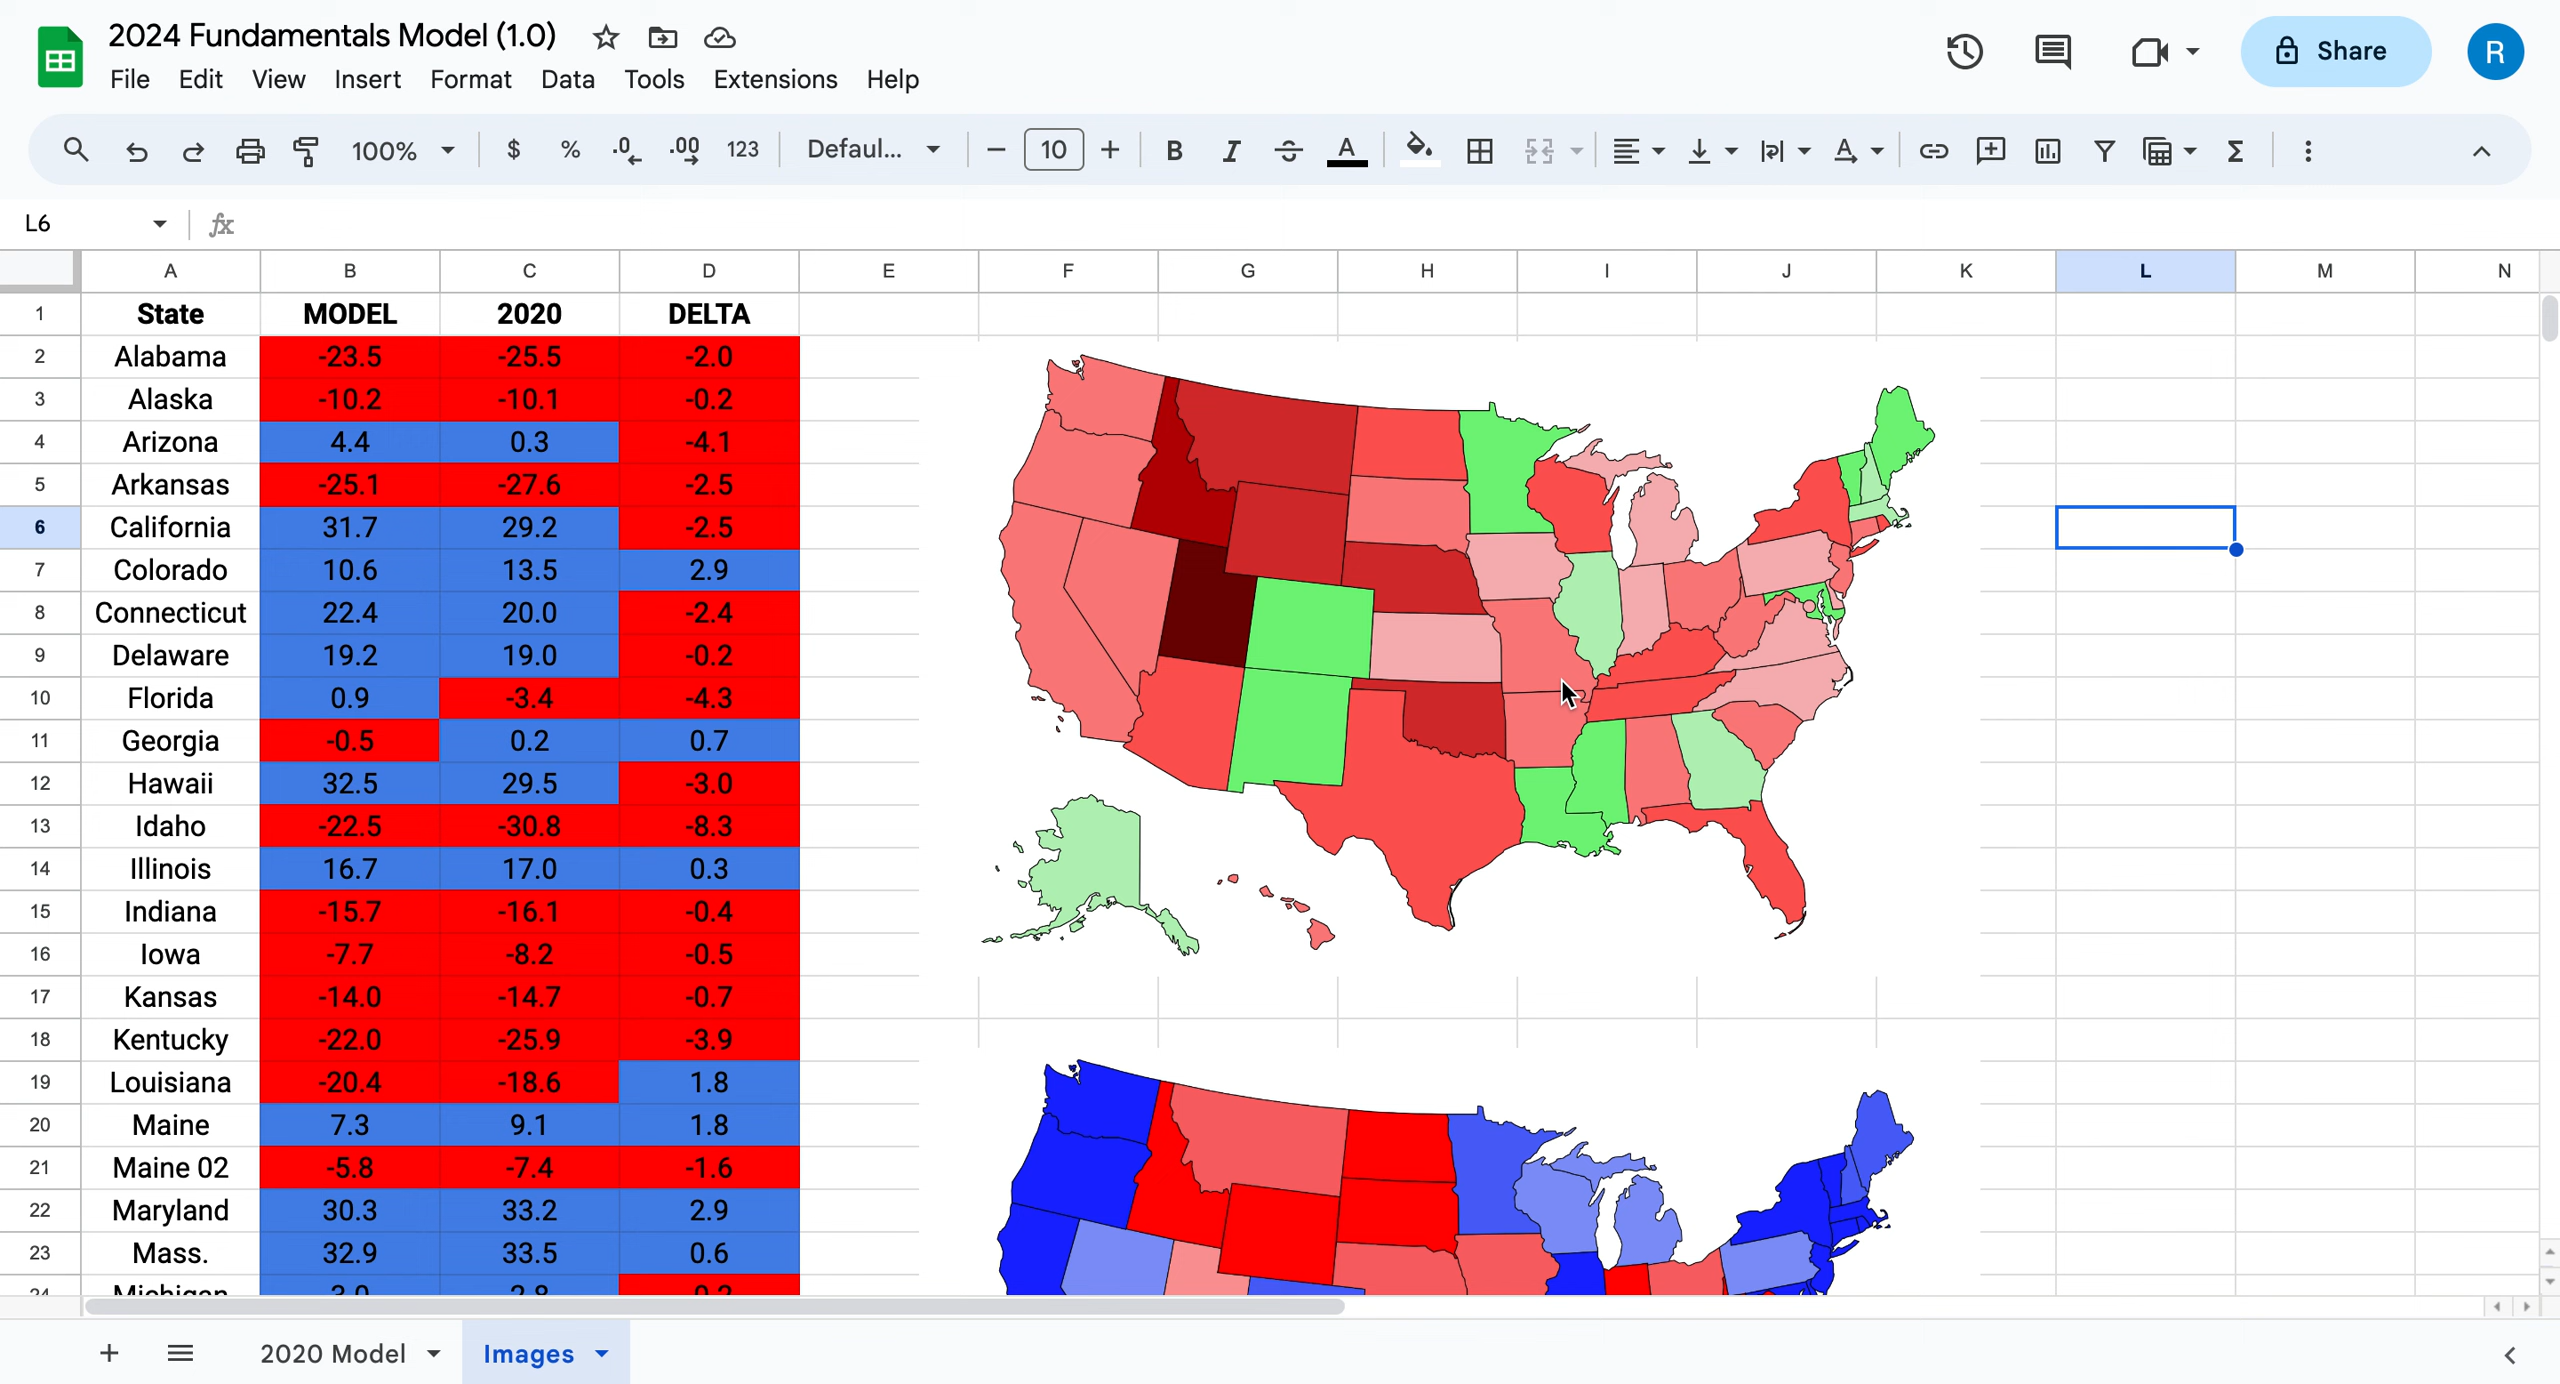 2024 Fundamentals Model (1.0)
File Edit View Insert Format Data Tools Extensions Help
Share
R
100% $ % .0 .00 123 Defaul... 10 B I A
L6 fx
A B C D E F G H I J K L M N
1 State MODEL 2020 DELTA
2 Alabama -23.5 -25.5 -2.0
3 Alaska -10.2 -10.1 -0.2
4 Arizona 4.4 0.3 -4.1
5 Arkansas -25.1 -27.6 -2.5
6 California 31.7 29.2 -2.5
7 Colorado 10.6 13.5 2.9
8 Connecticut 22.4 20.0 -2.4
9 Delaware 19.2 19.0 -0.2
10 Florida 0.9 -3.4 -4.3
11 Georgia -0.5 0.2 0.7
12 Hawaii 32.5 29.5 -3.0
13 Idaho -22.5 -30.8 -8.3
14 Illinois 16.7 17.0 0.3
15 Indiana -15.7 -16.1 -0.4
16 Iowa -7.7 -8.2 -0.5
17 Kansas -14.0 -14.7 -0.7
18 Kentucky -22.0 -25.9 -3.9
19 Louisiana -20.4 -18.6 1.8
20 Maine 7.3 9.1 1.8
21 Maine 02 -5.8 -7.4 -1.6
22 Maryland 30.3 33.2 2.9
23 Mass. 32.9 33.5 0.6
24 Michigan
2020 Model Images